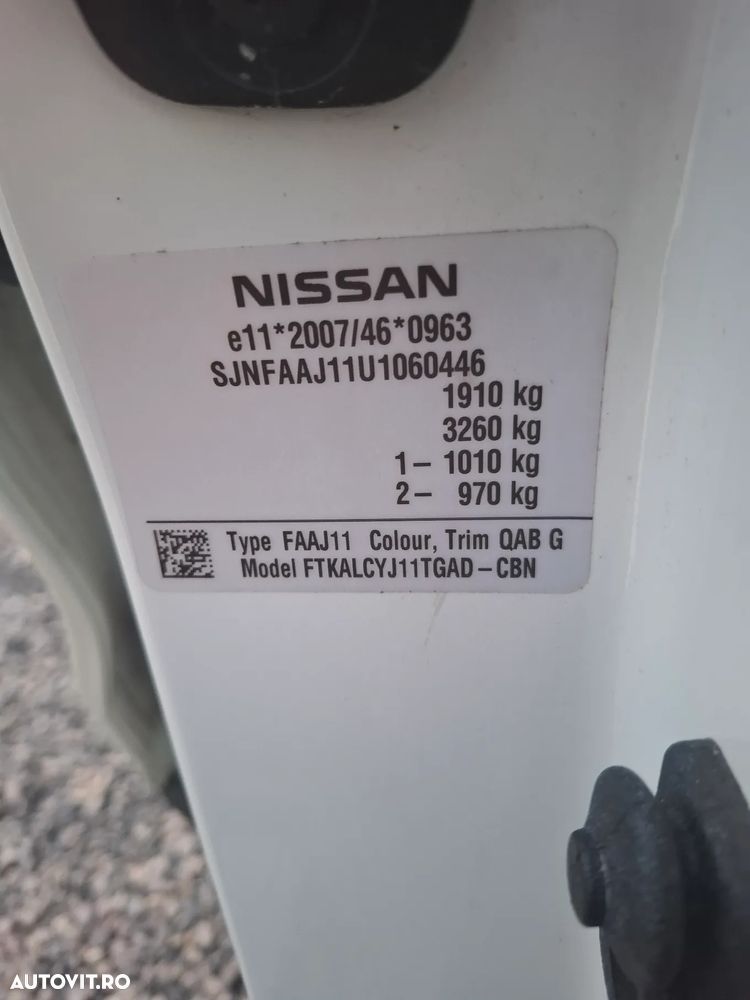 NISSAN
e11*2007/46*0963
SJNFAAJ11U1060446
1910 kg
3260 kg
1– 1010 kg
2– 970 kg
Type FAAJ11 Colour, Trim QAB G
Model FTKALCYJ11TGAD–CBN
AUTOVIT.RO